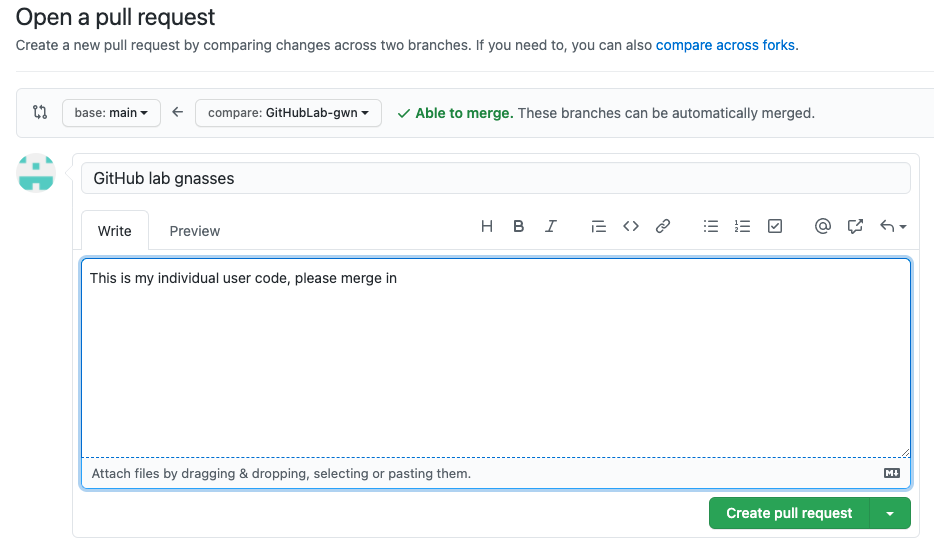 Open a pull request
Create a new pull request by comparing changes across two branches. If you need to, you can also compare across forks.
base: main ← compare: GitHubLab-gwn ✓ Able to merge. These branches can be automatically merged.
GitHub lab gnasses
Write Preview
This is my individual user code, please merge in
Attach files by dragging & dropping, selecting or pasting them.
Create pull request